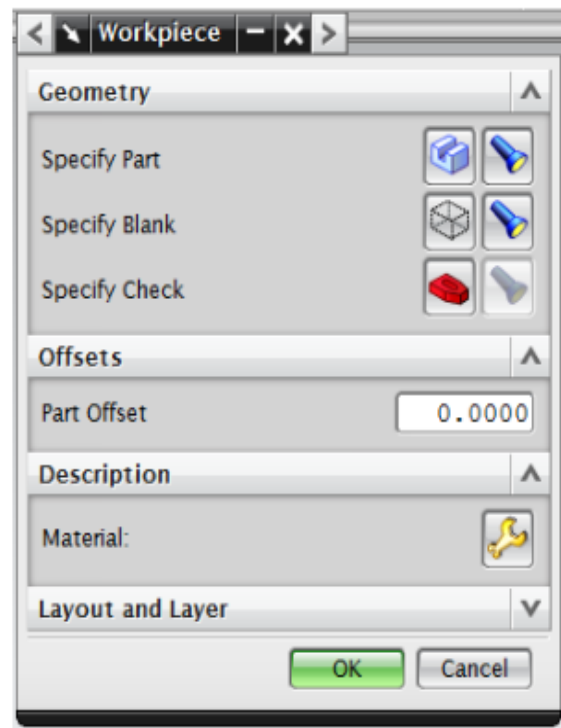 Workpiece
Geometry
Specify Part
Specify Blank
Specify Check
Offsets
Part Offset 0.0000
Description
Material:
Layout and Layer
OK Cancel